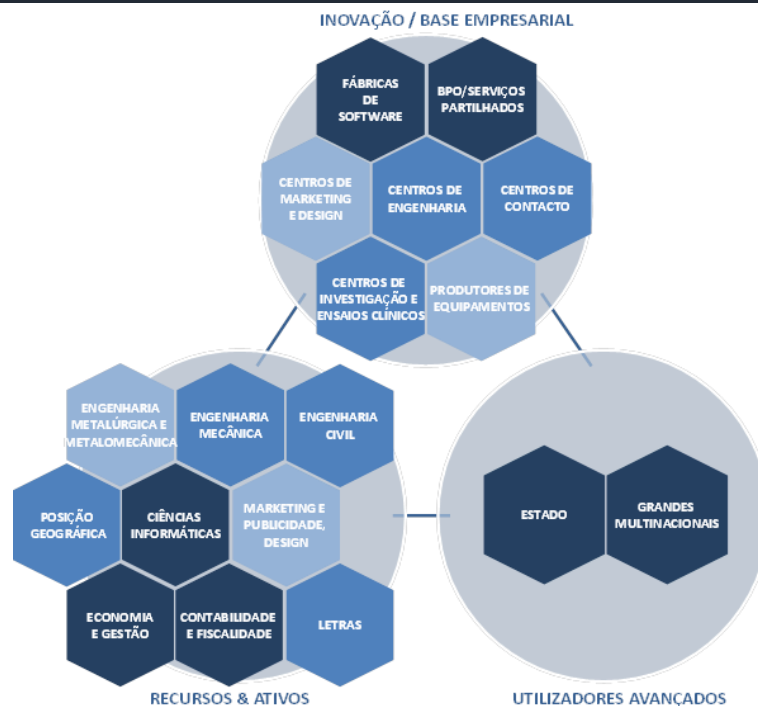 INOVAÇÃO / BASE EMPRESARIAL
FÁBRICAS
DE
SOFTWARE
BPO/SERVIÇOS
PARTILHADOS
CENTROS DE
MARKETING
E DESIGN
CENTROS DE
ENGENHARIA
CENTROS DE
CONTACTO
CENTROS DE
INVESTIGAÇÃO E
ENSAIOS CLÍNICOS
PRODUTORES DE
EQUIPAMENTOS
ENGENHARIA
METALÚRGICA E
METALOMECÂNICA
ENGENHARIA
MECÂNICA
ENGENHARIA
CIVIL
POSIÇÃO
GEOGRÁFICA
CIÊNCIAS
INFORMÁTICAS
MARKETING E
PUBLICIDADE,
DESIGN
ECONOMIA
E GESTÃO
CONTABILIDADE
E FISCALIDADE
LETRAS
RECURSOS & ATIVOS
ESTADO
GRANDES
MULTINACIONAIS
UTILIZADORES AVANÇADOS